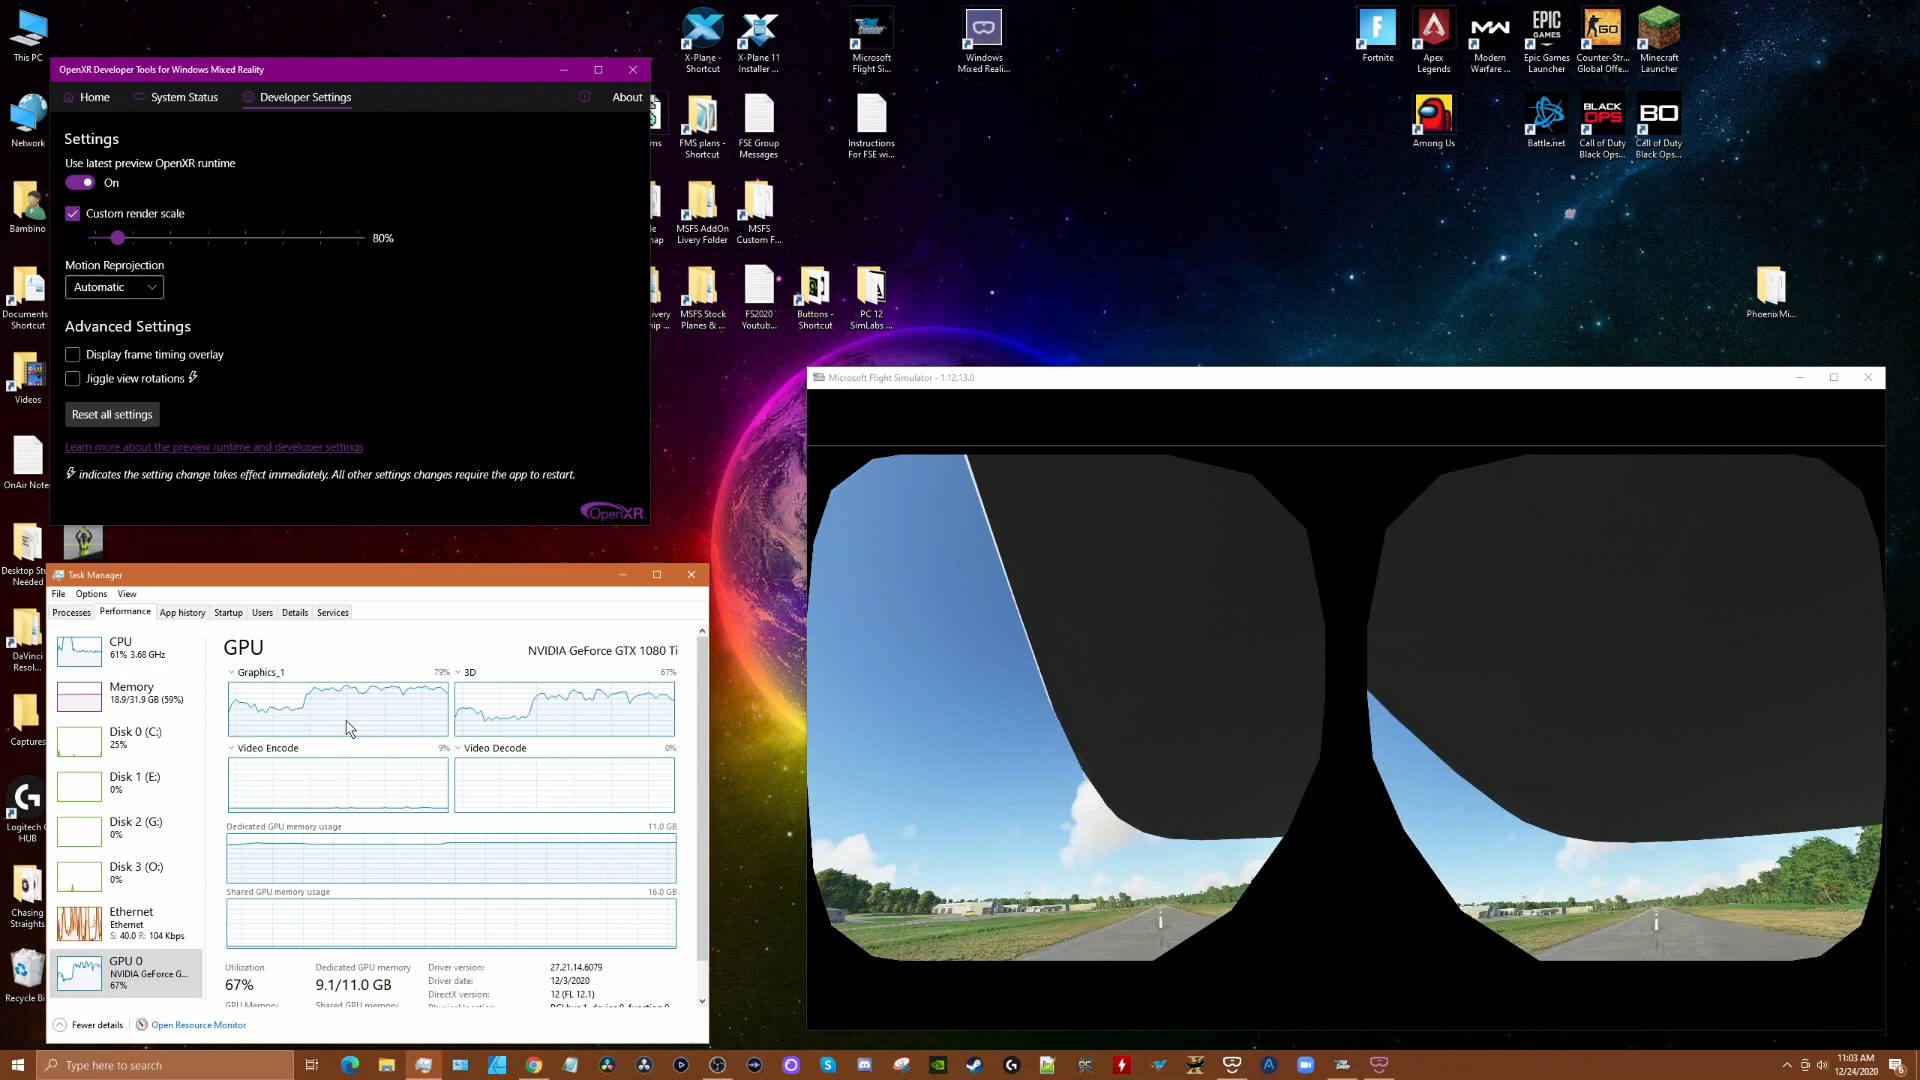 This PC
Network
Bambino
Documents
Shortcut
Videos
OnAir Note
Desktop Stu
Needed
DaVinci
Resol...
Captures
Logitech G
HUB
Chasing
Straights
Recycle Bi
OpenXR Developer Tools for Windows Mixed Reality
Home
System Status
Developer Settings
About
Settings
Use latest preview OpenXR runtime
On
Custom render scale
80%
Motion Reprojection
Automatic
Advanced Settings
Display frame timing overlay
Jiggle view rotations
Reset all settings
Learn more about the preview runtime and developer settings
indicates the setting change takes effect immediately. All other settings changes require the app to restart.
OpenXR
X-Plane -
Shortcut
X-Plane 11
Installer ...
Microsoft
Flight Si...
Windows
Mixed Reali...
FMS plans -
Shortcut
FSE Group
Messages
Instructions
For FSE wi...
MSFS AddOn
Livery Folder
MSFS
Custom F...
MSFS Stock
Planes & ...
FS2020
Youtub...
Buttons -
Shortcut
PC 12
SimLabs ...
Fortnite
Apex
Legends
Modern
Warfare ...
EPIC
GAMES
Epic Games
Launcher
GO
Counter-Str...
Global Offe...
Minecraft
Launcher
Among Us
Battle.net
BLACK
OPS
Call of Duty
Black Ops...
BO
Call of Duty
Black Ops...
PhoenixMi...
Microsoft Flight Simulator - 1.12.13.0
Task Manager
File Options View
Processes Performance App history Startup Users Details Services
CPU
61% 3.68 GHz
Memory
18.9/31.9 GB (59%)
Disk 0 (C:)
25%
Disk 1 (E:)
0%
Disk 2 (G:)
0%
Disk 3 (O:)
0%
Ethernet
Ethernet
S: 40.0 R: 104 Kbps
GPU 0
NVIDIA GeForce G...
67%
GPU
NVIDIA GeForce GTX 1080 Ti
Graphics_1 79%
3D 67%
Video Encode 9%
Video Decode 0%
Dedicated GPU memory usage 11.0 GB
Shared GPU memory usage 16.0 GB
Utilization
67%
Dedicated GPU memory
9.1/11.0 GB
Driver version: 27.21.14.6079
Driver date: 12/3/2020
DirectX version: 12 (FL 12.1)
GPU Memory
Shared GPU memory
Fewer details
Open Resource Monitor
Type here to search
11:03 AM
12/24/2020